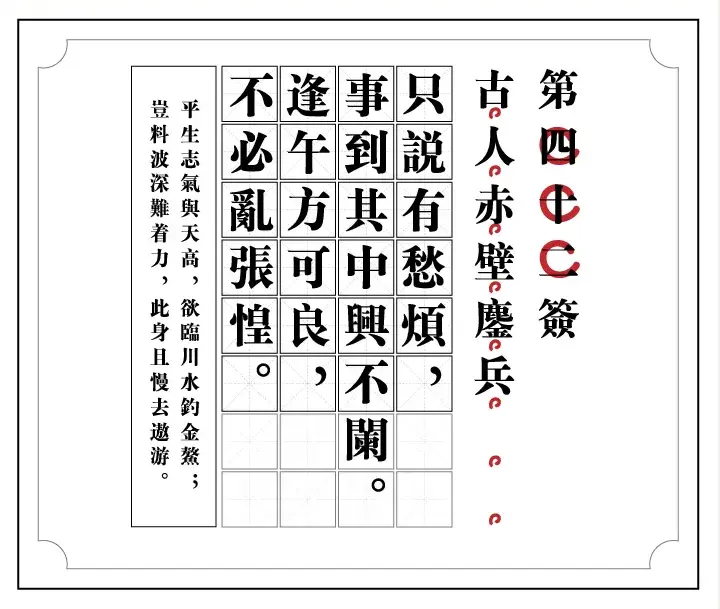 第四十二簽
古人赤壁鏖兵
只説有愁煩，
事到其中興不闌。
逢午方可良，
不必亂張惶。
平生志氣與天高，欲臨川水釣金鰲；
豈料波深難着力，此身且慢去遨游。